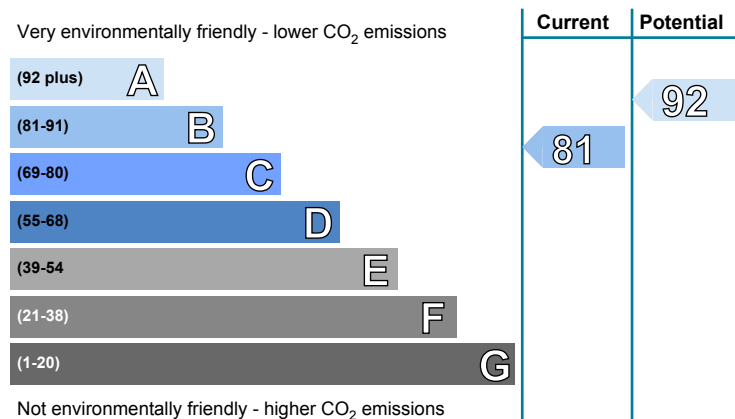 Current Potential
Very environmentally friendly - lower CO2 emissions
(92 plus) A
92
(81-91) B
81
(69-80) C
(55-68) D
(39-54 E
(21-38) F
(1-20) G
Not environmentally friendly - higher CO2 emissions